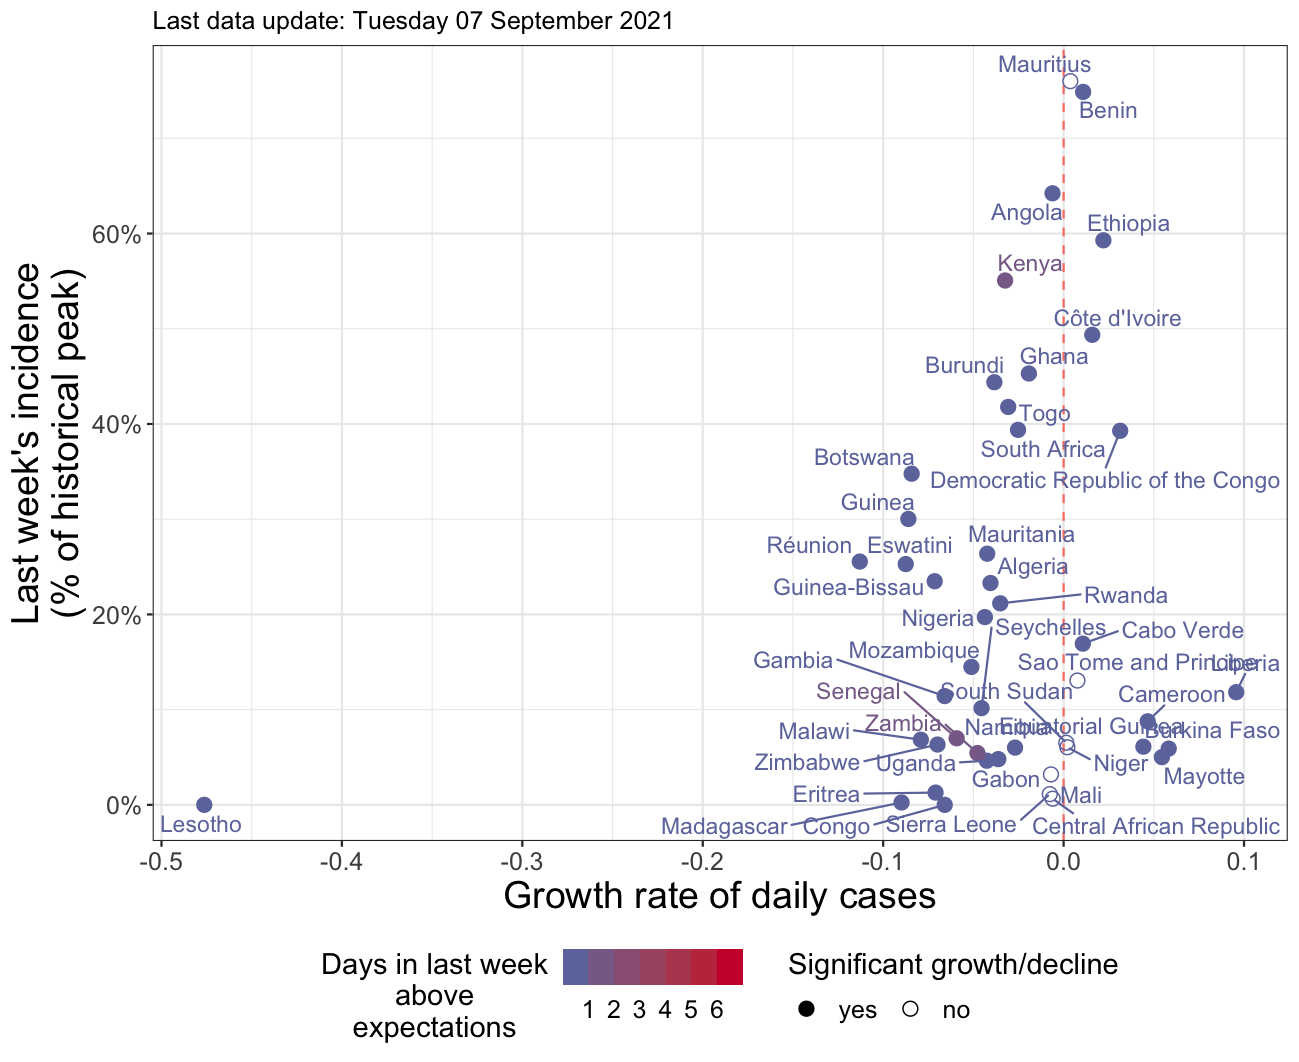 Last data update: Tuesday 07 September 2021
Last week's incidence
(% of historical peak)
60%
40%
20%
0%
Mauritius
Benin
Angola
Ethiopia
Kenya
Côte d'Ivoire
Ghana
Burundi
Togo
South Africa
Botswana
Democratic Republic of the Congo
Guinea
Mauritania
Réunion
Eswatini
Algeria
Guinea-Bissau
Rwanda
Nigeria
Seychelles
Cabo Verde
Mozambique
Gambia
Sao Tome and Principe
Liberia
Senegal
South Sudan
Cameroon
Zambia
Namibia
Equatorial Guinea
Burkina Faso
Malawi
Zimbabwe
Uganda
Niger
Gabon
Mayotte
Eritrea
Mali
Lesotho
Madagascar
Congo
Sierra Leone
Central African Republic
-0.5
-0.4
-0.3
-0.2
-0.1
0.0
0.1
Growth rate of daily cases
Days in last week
above
expectations
1 2 3 4 5 6
Significant growth/decline
yes
no